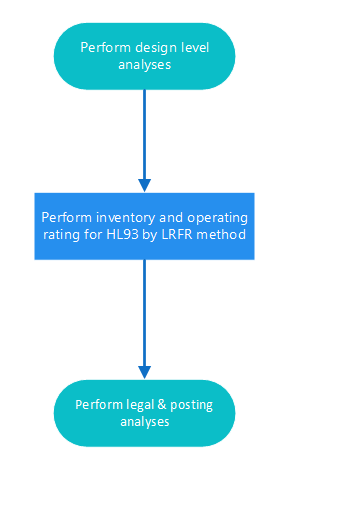 Perform design level
analyses
Perform inventory and operating
rating for HL93 by LRFR method
Perform legal & posting
analyses